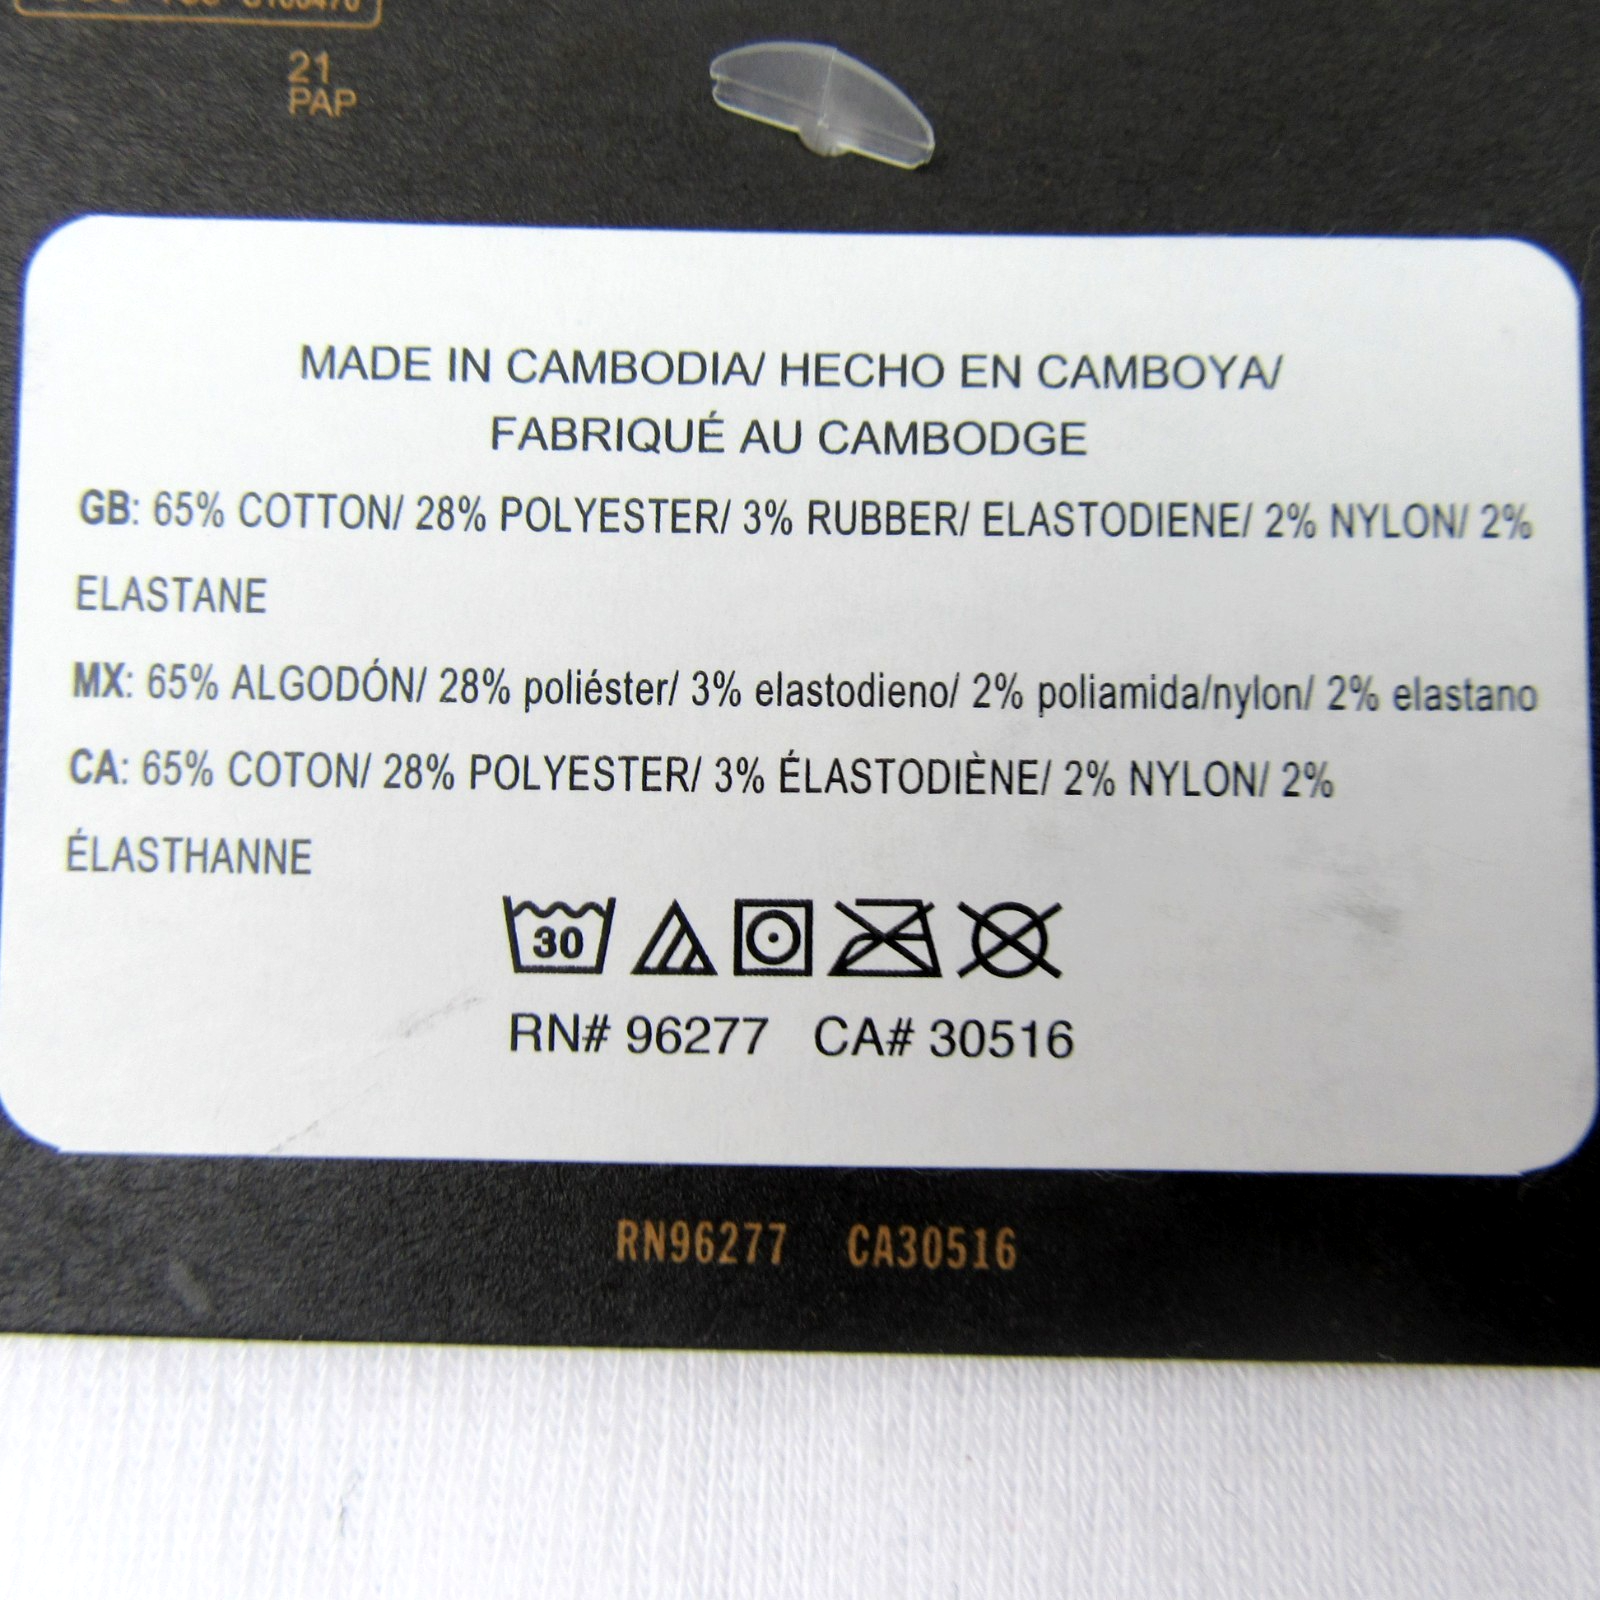 21
PAP
MADE IN CAMBODIA/ HECHO EN CAMBOYA/
FABRIQUÉ AU CAMBODGE
GB: 65% COTTON/ 28% POLYESTER/ 3% RUBBER/ ELASTODIENE/ 2% NYLON/ 2%
ELASTANE
MX: 65% ALGODÓN/ 28% poliéster/ 3% elastodieno/ 2% poliamida/nylon/ 2% elastano
CA: 65% COTON/ 28% POLYESTER/ 3% ÉLASTODIÈNE/ 2% NYLON/ 2%
ÉLASTHANNE
30
RN# 96277 CA# 30516
RN96277 CA30516